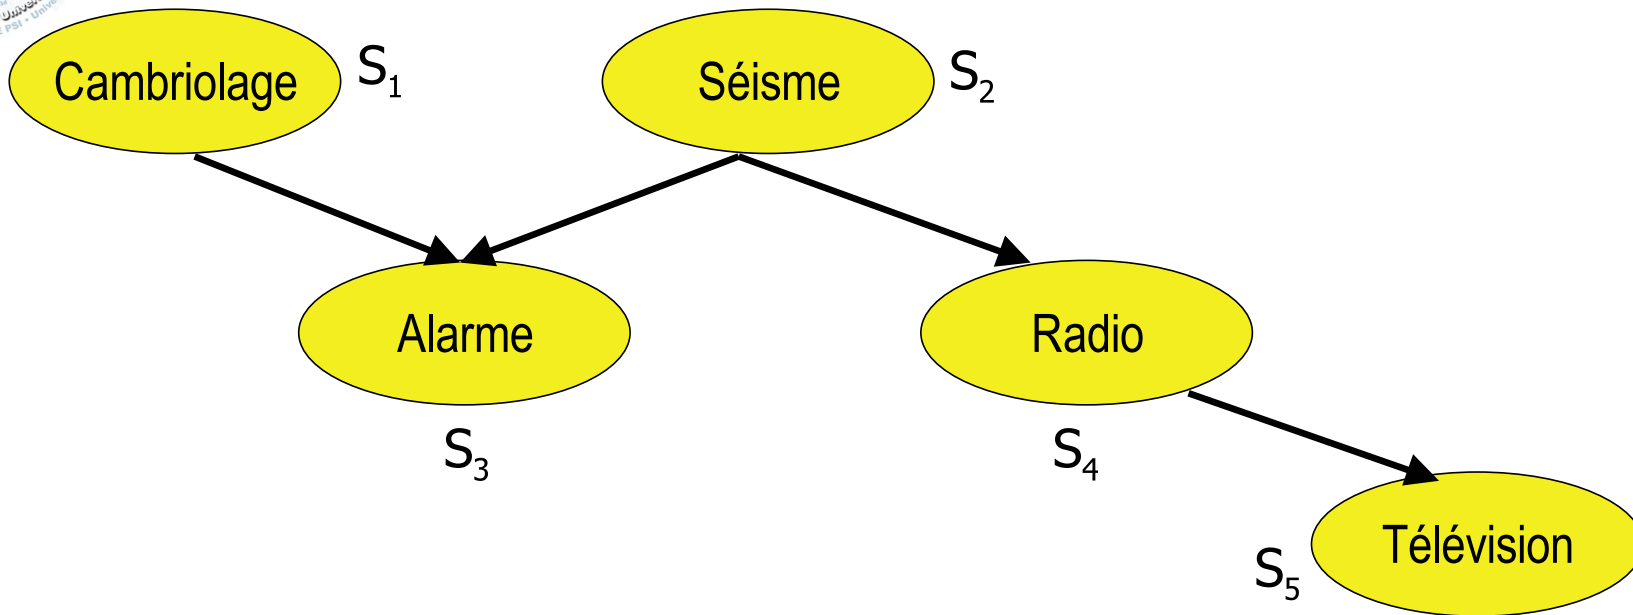 Cambriolage S₁ Séisme S₂
Alarme Radio
S₃ S₄
Télévision
S₅